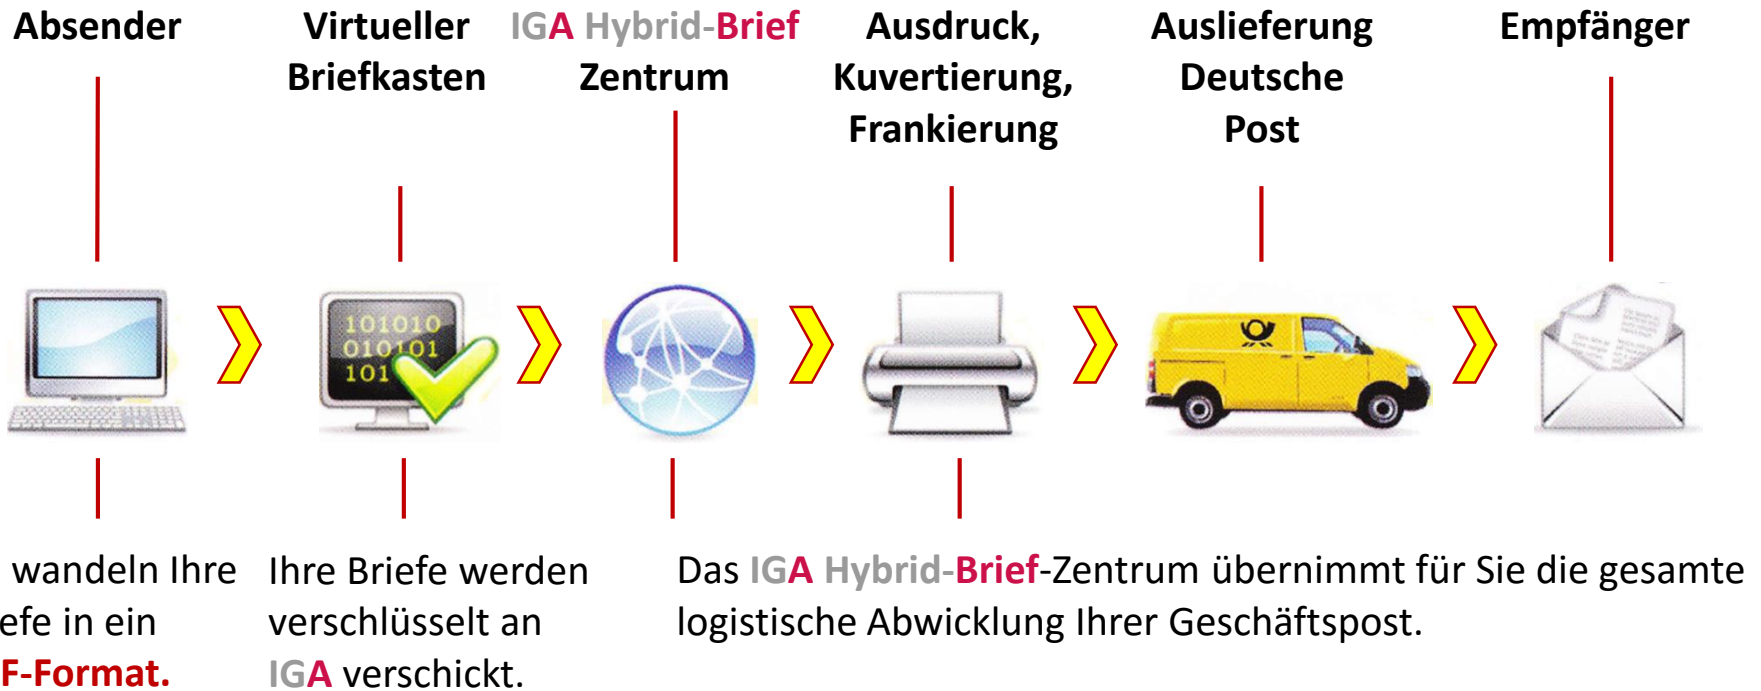 Absender
Virtueller
Briefkasten
IGA Hybrid-Brief
Zentrum
Ausdruck,
Kuvertierung,
Frankierung
Auslieferung
Deutsche
Post
Empfänger
101010
010101
101
wandeln Ihre
efe in ein
F-Format.
Ihre Briefe werden
verschlüsselt an
IGA verschickt.
Das IGA Hybrid-Brief-Zentrum übernimmt für Sie die gesamte
logistische Abwicklung Ihrer Geschäftspost.